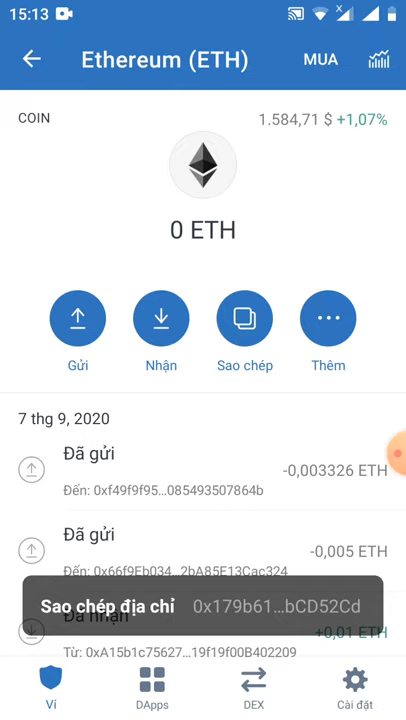 15:13
Ethereum (ETH)
MUA
COIN
1.584,71 $ +1,07%
0 ETH
Gửi
Nhận
Sao chép
Thêm
7 thg 9, 2020
Đã gửi
-0,003326 ETH
Đến: 0xf49f9f95...085493507864b
Đã gửi
-0,005 ETH
Đến: 0x66f9Eb034...2bA85E13Cac324
Sao chép địa chỉ 0x179b61...bCD52Cd
Đã nhận
+0,01 ETH
Từ: 0xA15b1c75627...19f19f00B402209
Ví
DApps
DEX
Cài đặt